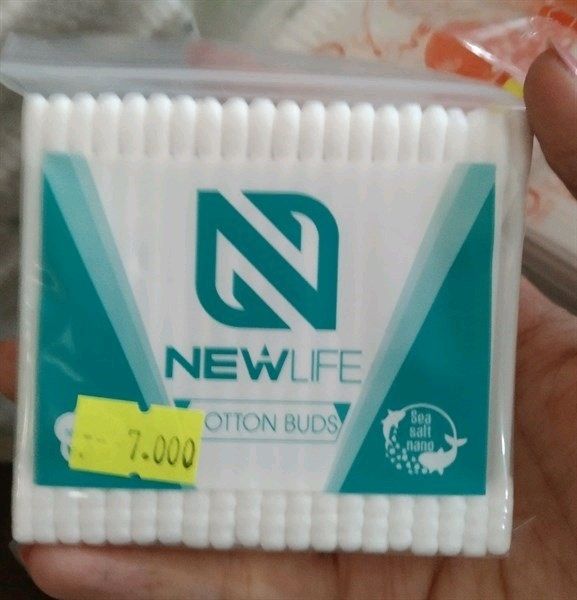 NEWLIFE
OTTON BUDS
7.000
Sea
salt
nano